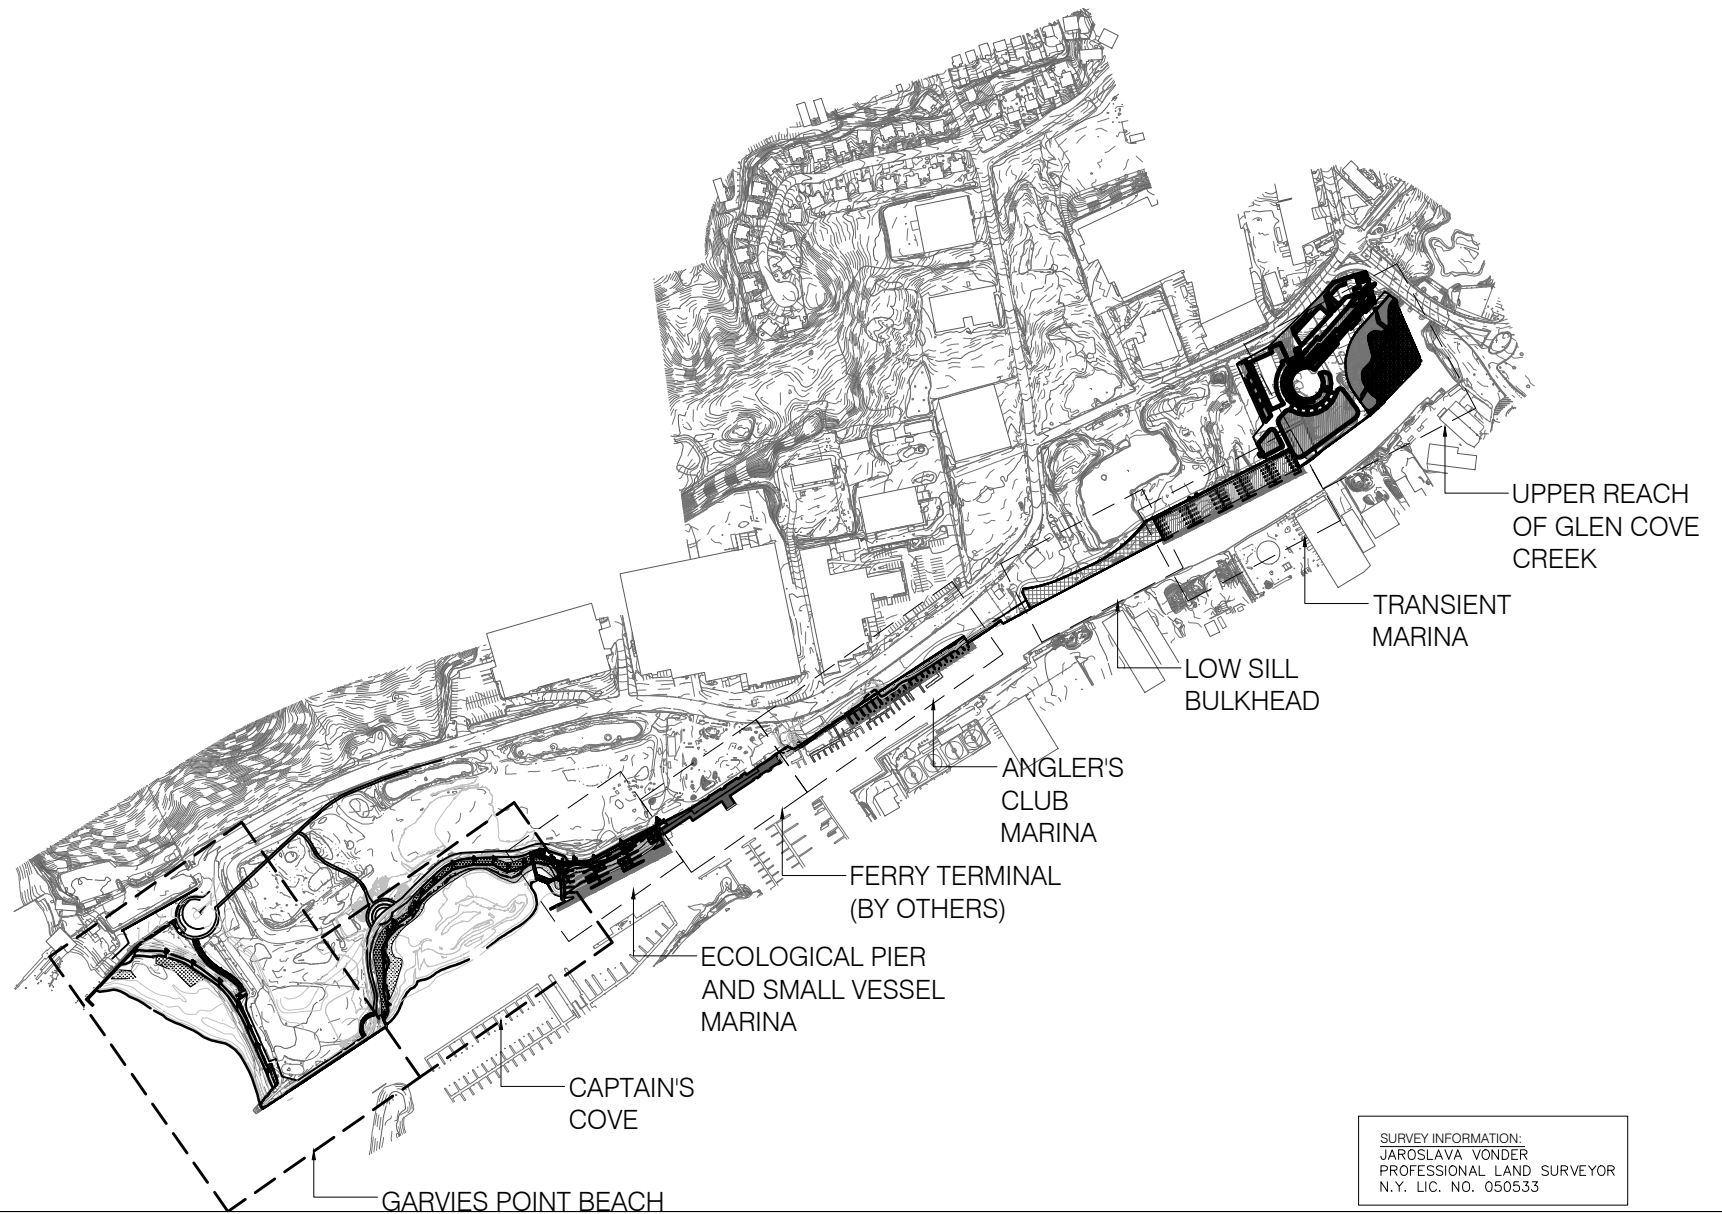 UPPER REACH
OF GLEN COVE
CREEK
TRANSIENT
MARINA
LOW SILL
BULKHEAD
ANGLER'S
CLUB
MARINA
FERRY TERMINAL
(BY OTHERS)
ECOLOGICAL PIER
AND SMALL VESSEL
MARINA
CAPTAIN'S
COVE
GARVIES POINT BEACH
SURVEY INFORMATION:
JAROSLAVA VONDER
PROFESSIONAL LAND SURVEYOR
N.Y. LIC. NO. 050533